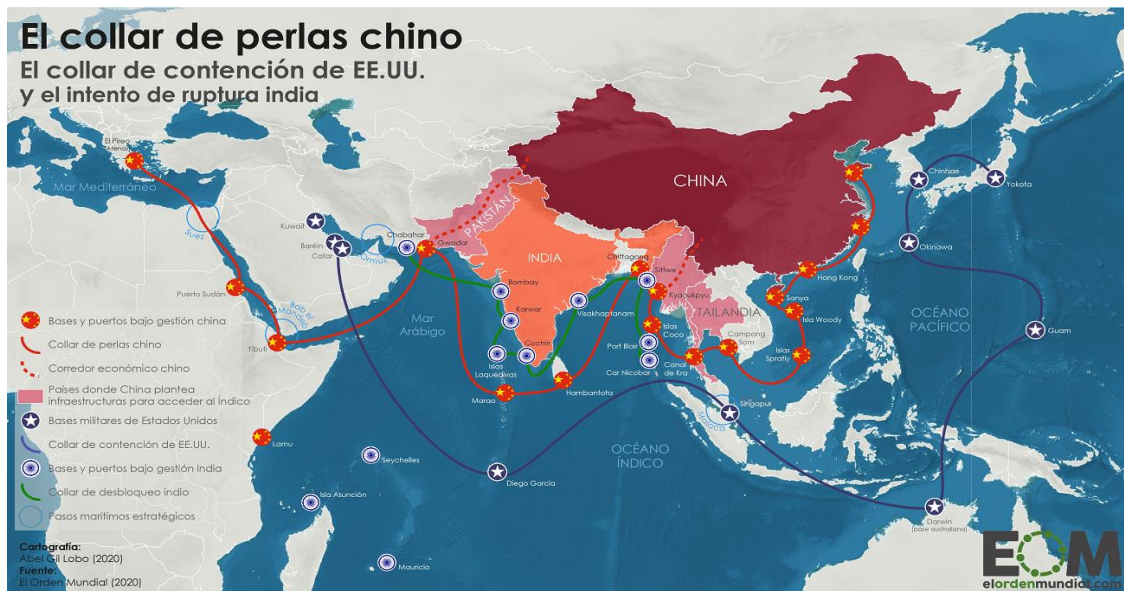 El collar de perlas chino
El collar de contención de EE.UU.
y el intento de ruptura india
El Pireo
(Atenas)
Mar Mediterráneo
Suez
Kuwait
Baréin
Catar
Ormuz
Chabahar
Gwadar
PAKISTÁN
CHINA
INDIA
Chittagong
Sittwe
Kyaukpyu
TAILANDIA
Hong Kong
Sanya
Isla Woody
Islas
Spratly
Campong
Som
Canal
de Kra
Islas
Coco
Port Blair
Car Nicobar
Visakhaptanam
Bombay
Karwar
Cochín
Islas
Laquedivas
Marao
Hambantota
Mar
Arábigo
Puerto Sudán
Bab el
Mandeb
Yibuti
Lamu
Seychelles
Isla Asunción
Mauricio
Diego García
OCÉANO
ÍNDICO
Malaca
Singapur
Chinhae
Yokota
Okinawa
OCÉANO
PACÍFICO
Guam
Darwin
(base australiana)
Bases y puertos bajo gestión china
Collar de perlas chino
Corredor económico chino
Países donde China plantea
infraestructuras para acceder al Índico
Bases militares de Estados Unidos
Collar de contención de EE.UU.
Bases y puertos bajo gestión india
Collar de desbloqueo indio
Pasos marítimos estratégicos
Cartografía:
Abel Gil Lobo (2020)
Fuente:
El Orden Mundial (2020)
EOM
elordenmundial.com